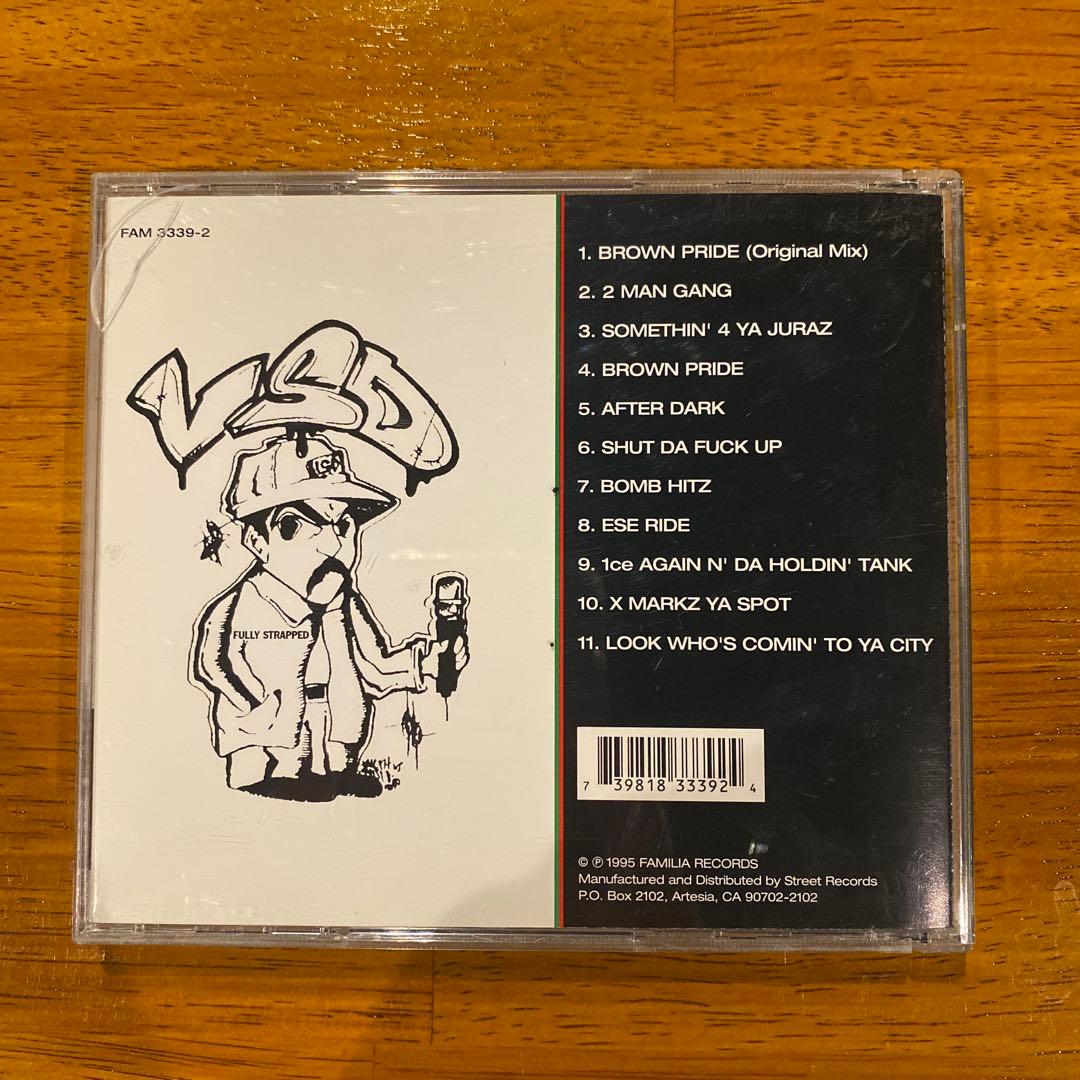 FAM 3339-2
LSD
FULLY STRAPPED
1. BROWN PRIDE (Original Mix)
2. 2 MAN GANG
3. SOMETHIN' 4 YA JURAZ
4. BROWN PRIDE
5. AFTER DARK
6. SHUT DA FUCK UP
7. BOMB HITZ
8. ESE RIDE
9. 1ce AGAIN N' DA HOLDIN' TANK
10. X MARKZ YA SPOT
11. LOOK WHO'S COMIN' TO YA CITY
7 39818 33392 4
© ℗ 1995 FAMILIA RECORDS
Manufactured and Distributed by Street Records
P.O. Box 2102, Artesia, CA 90702-2102